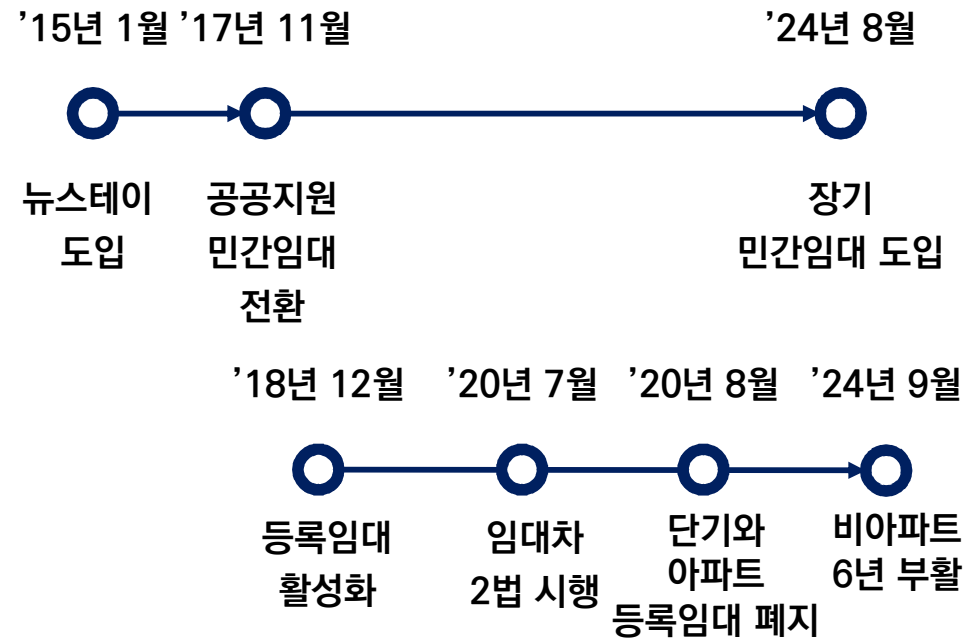 ’15년 1월 ’17년 11월 ’24년 8월
뉴스테이 공공지원 장기
도입 민간임대 민간임대 도입
전환
’18년 12월 ’20년 7월 ’20년 8월 ’24년 9월
등록임대 임대차 단기와 비아파트
활성화 2법 시행 아파트 6년 부활
등록임대 폐지